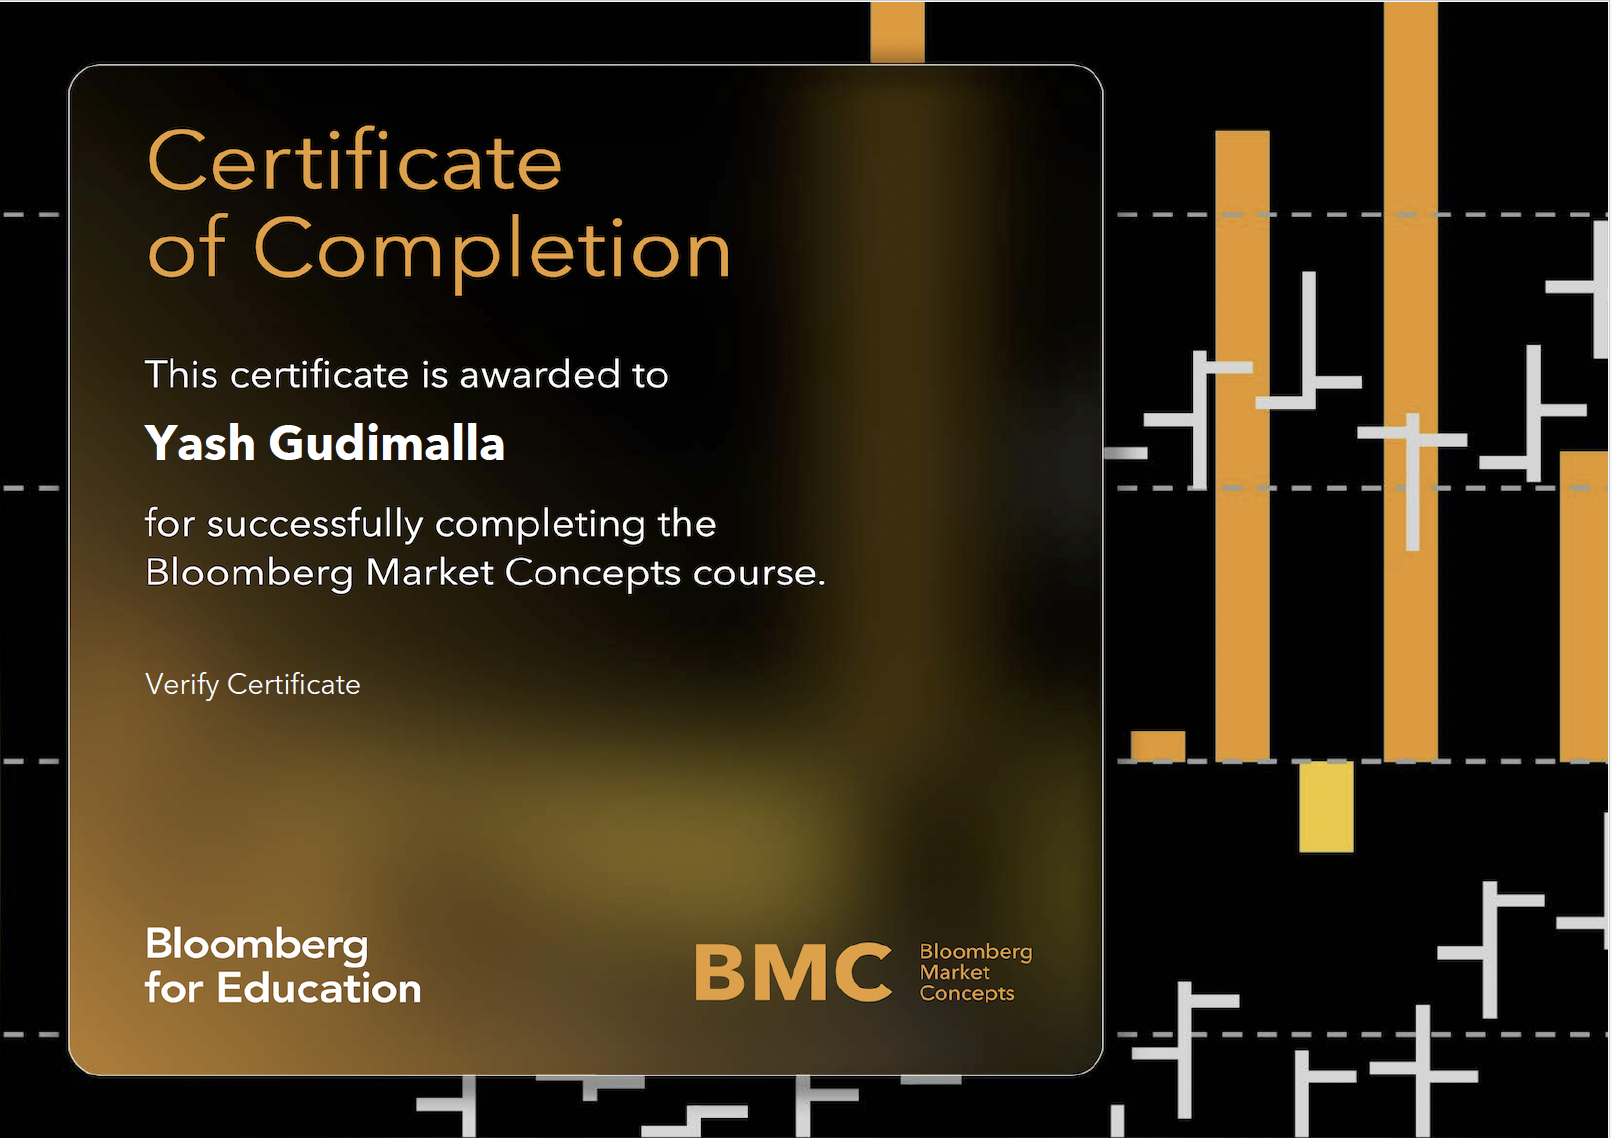 Certificate
of Completion
This certificate is awarded to
Yash Gudimalla
for successfully completing the
Bloomberg Market Concepts course.
Verify Certificate
Bloomberg
for Education
BMC
Bloomberg
Market
Concepts